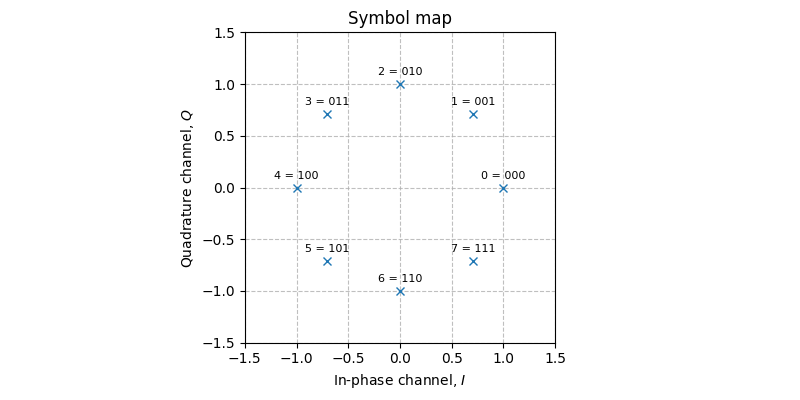 Symbol map
1.5
2 = 010
1.0
3 = 011
1 = 001
0.5
4 = 100
0 = 000
0.0
Quadrature channel, Q
5 = 101
7 = 111
−0.5
6 = 110
−1.0
−1.5
−1.5 −1.0 −0.5 0.0 0.5 1.0 1.5
In-phase channel, I